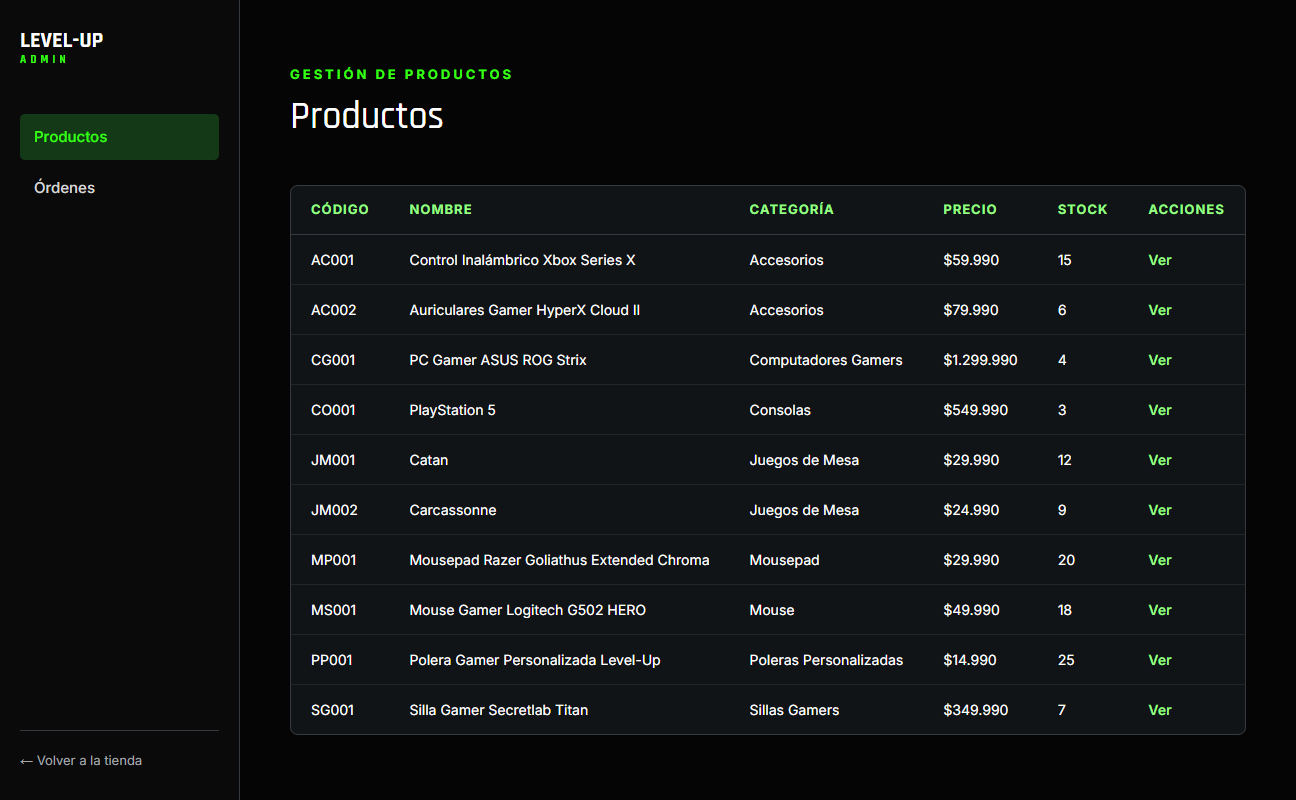 LEVEL-UP
ADMIN
Productos
Órdenes
← Volver a la tienda
GESTIÓN DE PRODUCTOS
Productos
CÓDIGO NOMBRE CATEGORÍA PRECIO STOCK ACCIONES
AC001 Control Inalámbrico Xbox Series X Accesorios $59.990 15 Ver
AC002 Auriculares Gamer HyperX Cloud II Accesorios $79.990 6 Ver
CG001 PC Gamer ASUS ROG Strix Computadores Gamers $1.299.990 4 Ver
CO001 PlayStation 5 Consolas $549.990 3 Ver
JM001 Catan Juegos de Mesa $29.990 12 Ver
JM002 Carcassonne Juegos de Mesa $24.990 9 Ver
MP001 Mousepad Razer Goliathus Extended Chroma Mousepad $29.990 20 Ver
MS001 Mouse Gamer Logitech G502 HERO Mouse $49.990 18 Ver
PP001 Polera Gamer Personalizada Level-Up Poleras Personalizadas $14.990 25 Ver
SG001 Silla Gamer Secretlab Titan Sillas Gamers $349.990 7 Ver